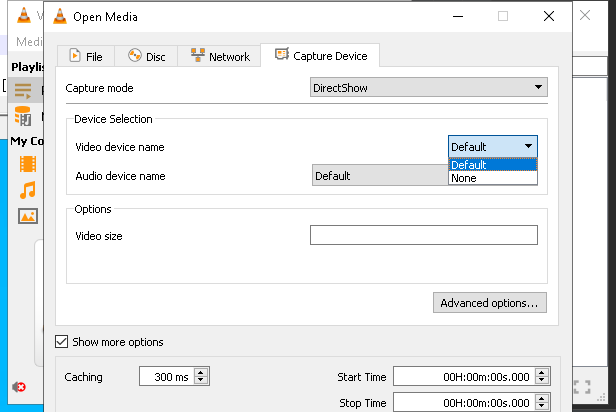 V
Open Media
Medi
File
Disc
Network
Capture Device
Playlis
Capture mode
DirectShow
Device Selection
Video device name
Default
Default
None
My Co
Audio device name
Default
Options
Video size
Advanced options...
Show more options
Caching
300 ms
Start Time
00H:00m:00s.000
Stop Time
00H:00m:00s.000